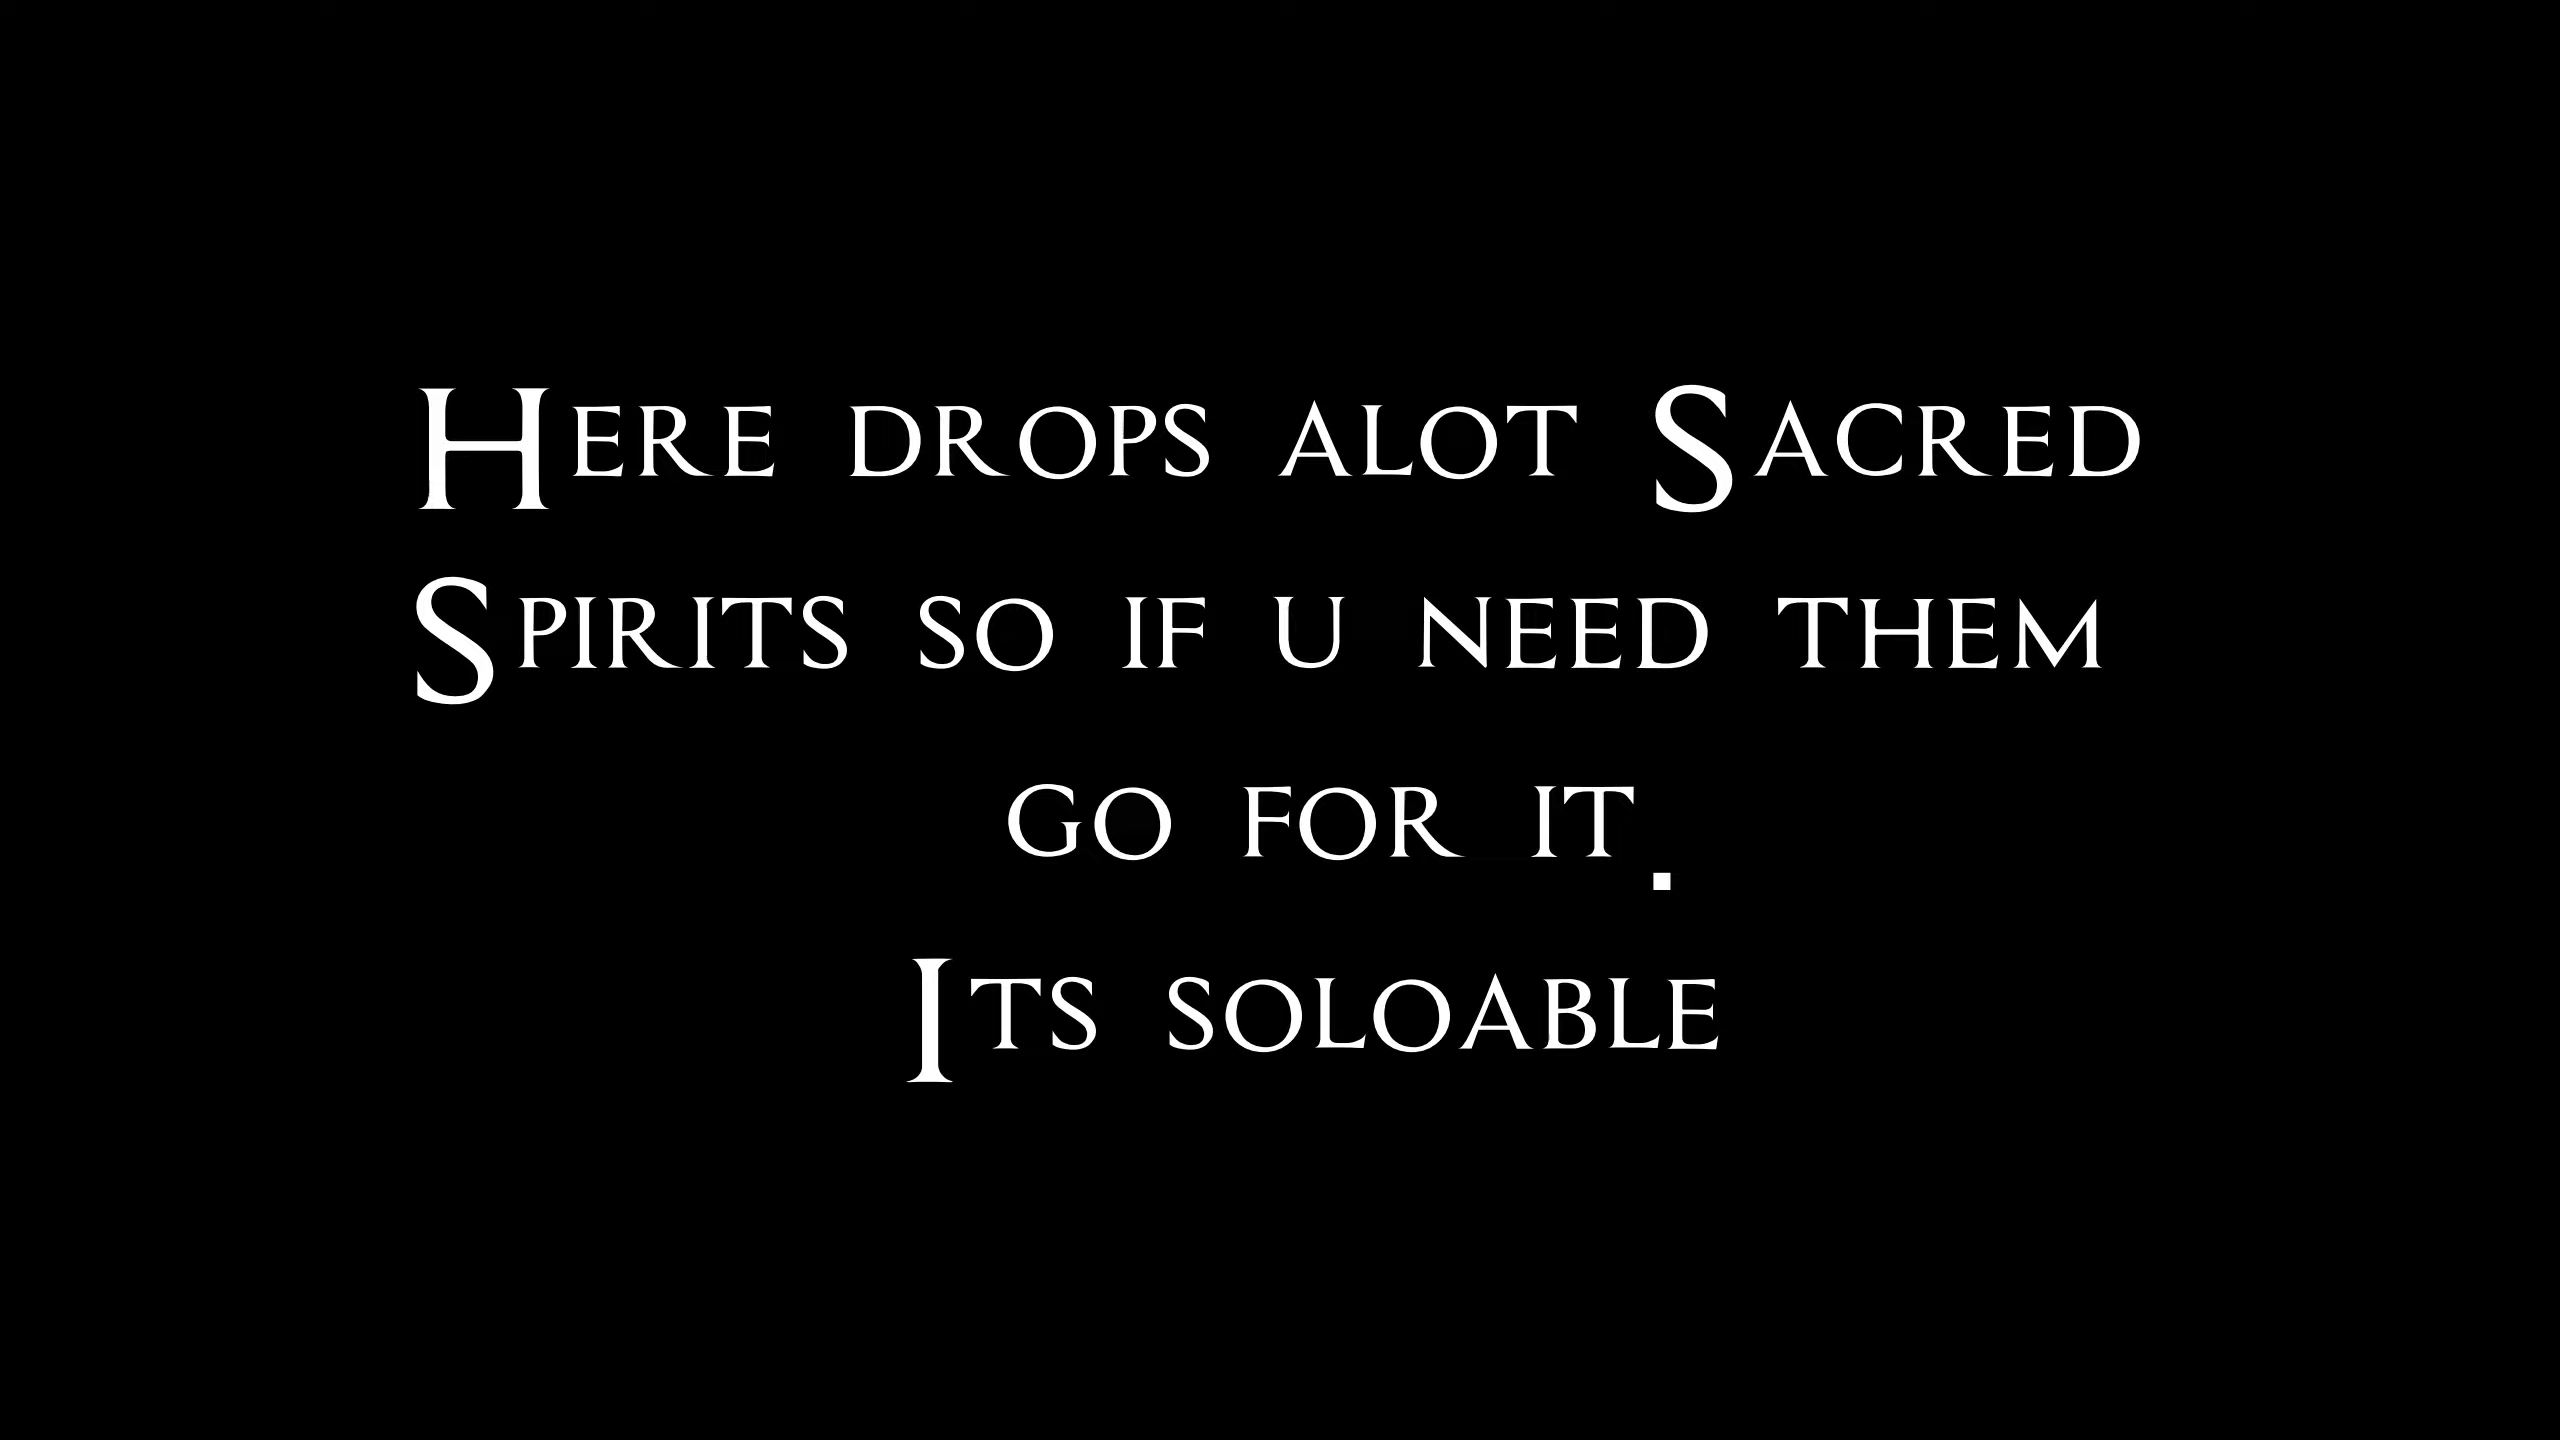 Here drops alot Sacred
Spirits so if u need them
go for it.
Its soloable